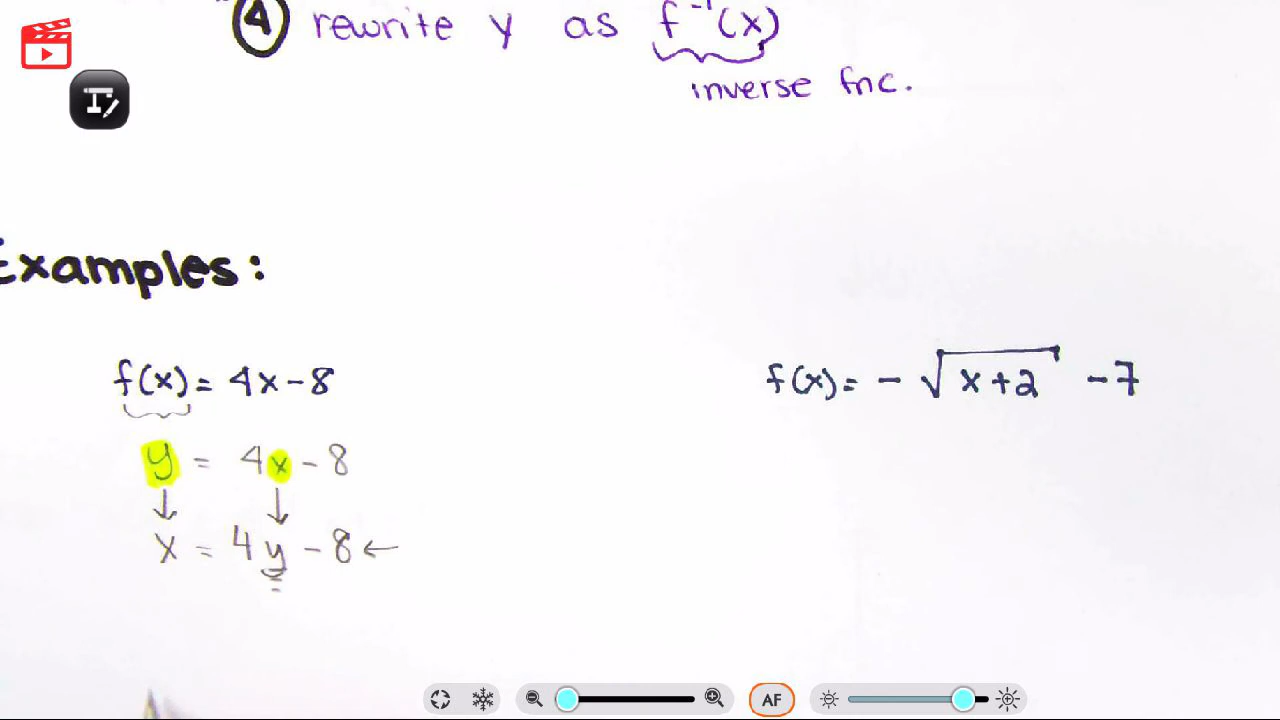 ④ rewrite y as f⁻¹(x)
inverse fnc.
Examples:
f(x) = 4x - 8
y = 4x - 8
x = 4y - 8 ←
f(x) = - √(x+2) - 7
AF